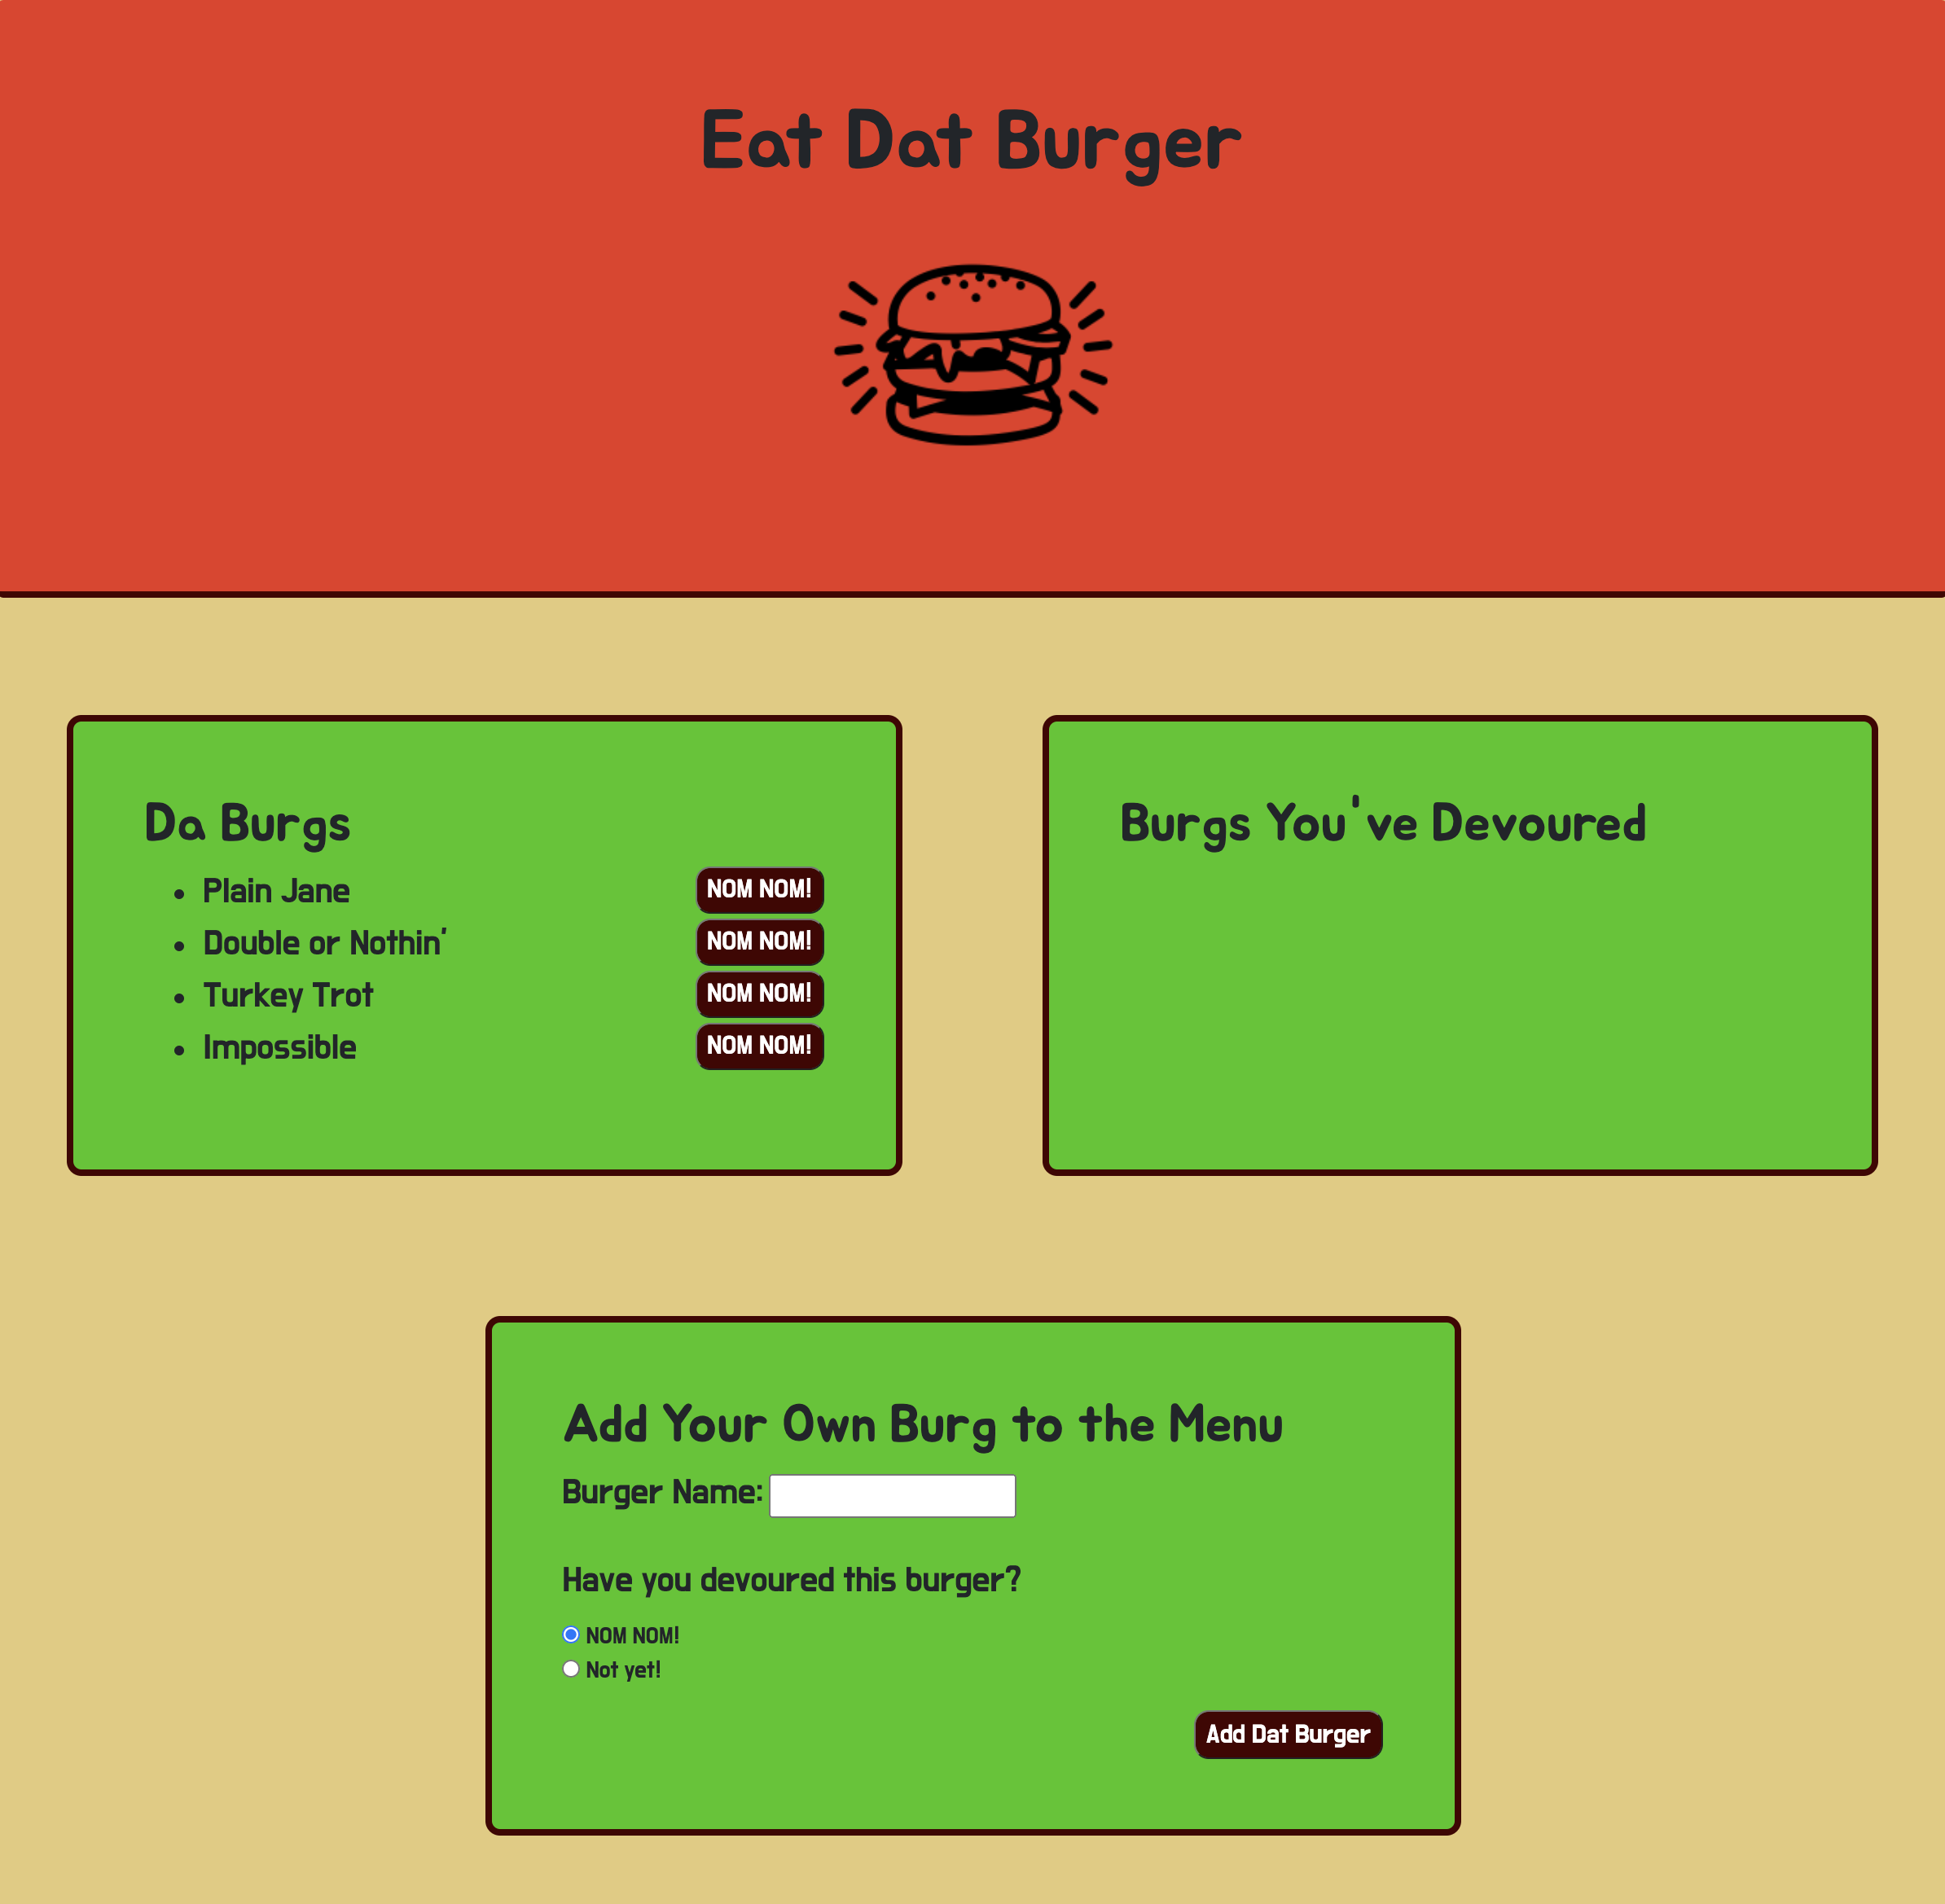 Eat Dat Burger
Da Burgs
Plain Jane NOM NOM!
Double or Nothin' NOM NOM!
Turkey Trot NOM NOM!
Impossible NOM NOM!
Burgs You've Devoured
Add Your Own Burg to the Menu
Burger Name:
Have you devoured this burger?
NOM NOM!
Not yet!
Add Dat Burger